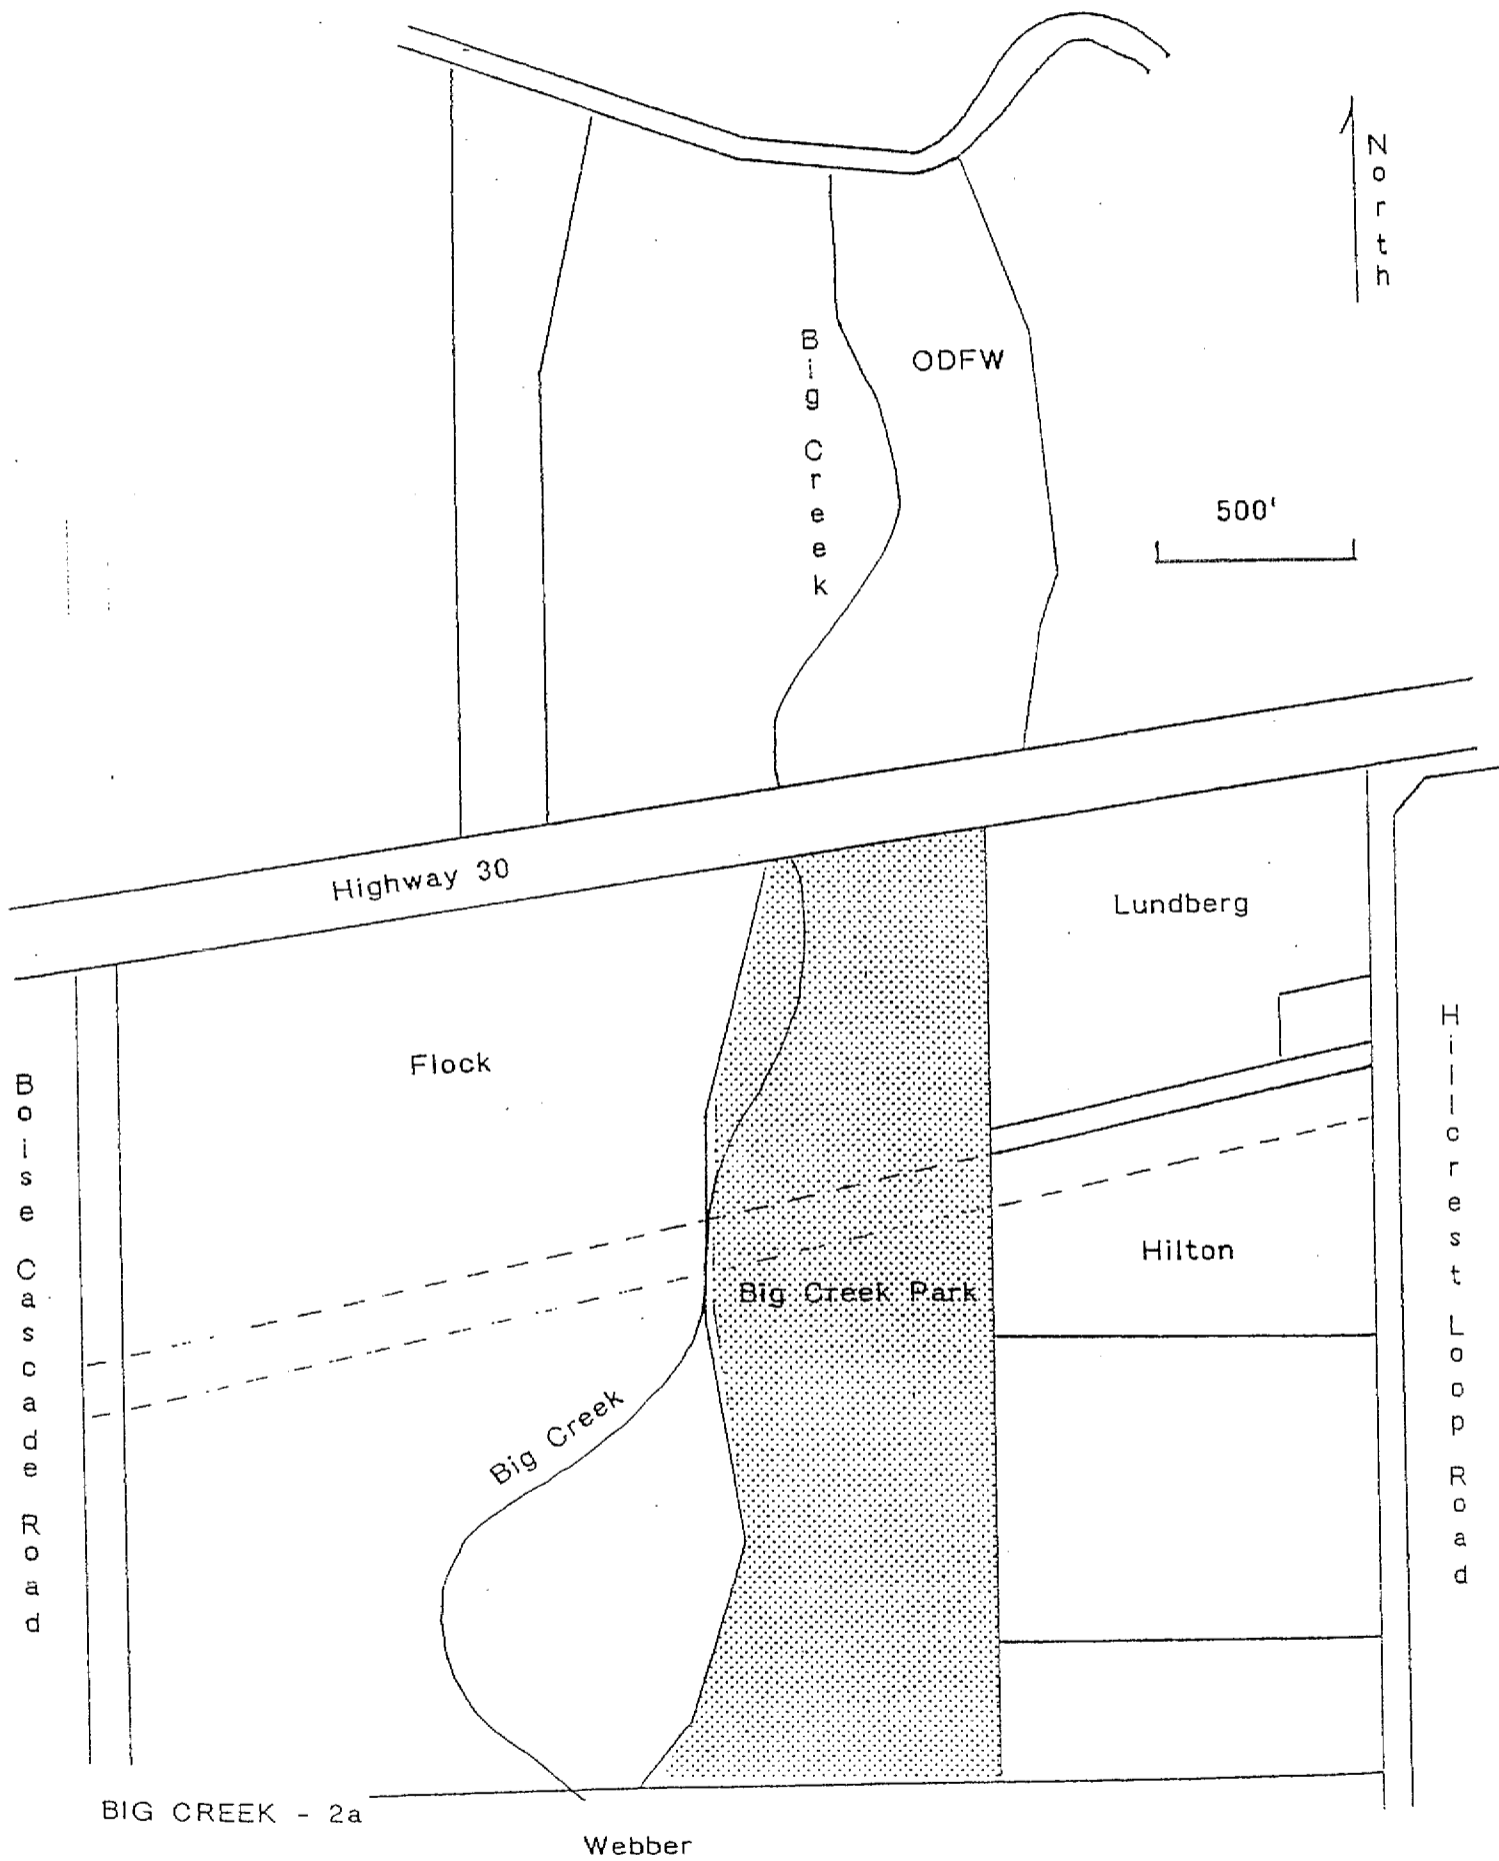 North
Big Creek
ODFW
500'
Highway 30
Lundberg
Flock
Boise Cascade Road
Hillcrest Loop Road
Hilton
Big Creek Park
Big Creek
BIG CREEK - 2a
Webber